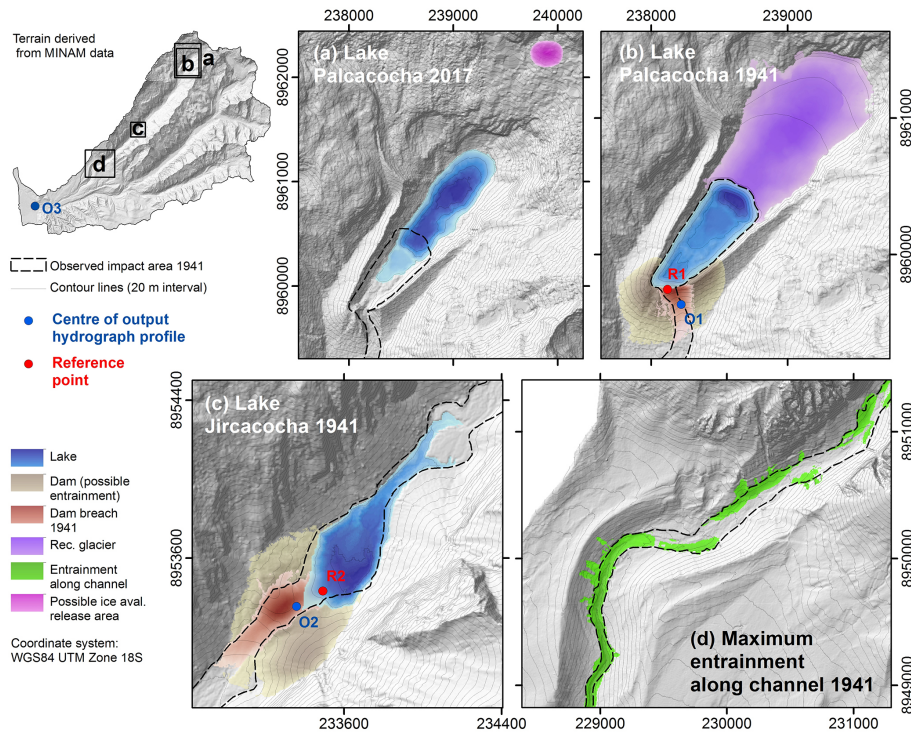 Terrain derived
from MINAM data
b
a
c
d
O3
Observed impact area 1941
Contour lines (20 m interval)
Centre of output
hydrograph profile
Reference
point
Lake
Dam (possible
entrainment)
Dam breach
1941
Rec. glacier
Entrainment
along channel
Possible ice aval.
release area
Coordinate system:
WGS84 UTM Zone 18S
238000
239000
240000
8962000
8961000
8960000
(a) Lake
Palcacocha 2017
238000
239000
8961000
8960000
(b) Lake
Palcacocha 1941
R1
O1
8954400
8953600
(c) Lake
Jircacocha 1941
R2
O2
233600
234400
8951000
8950000
8949000
(d) Maximum
entrainment
along channel 1941
229000
230000
231000